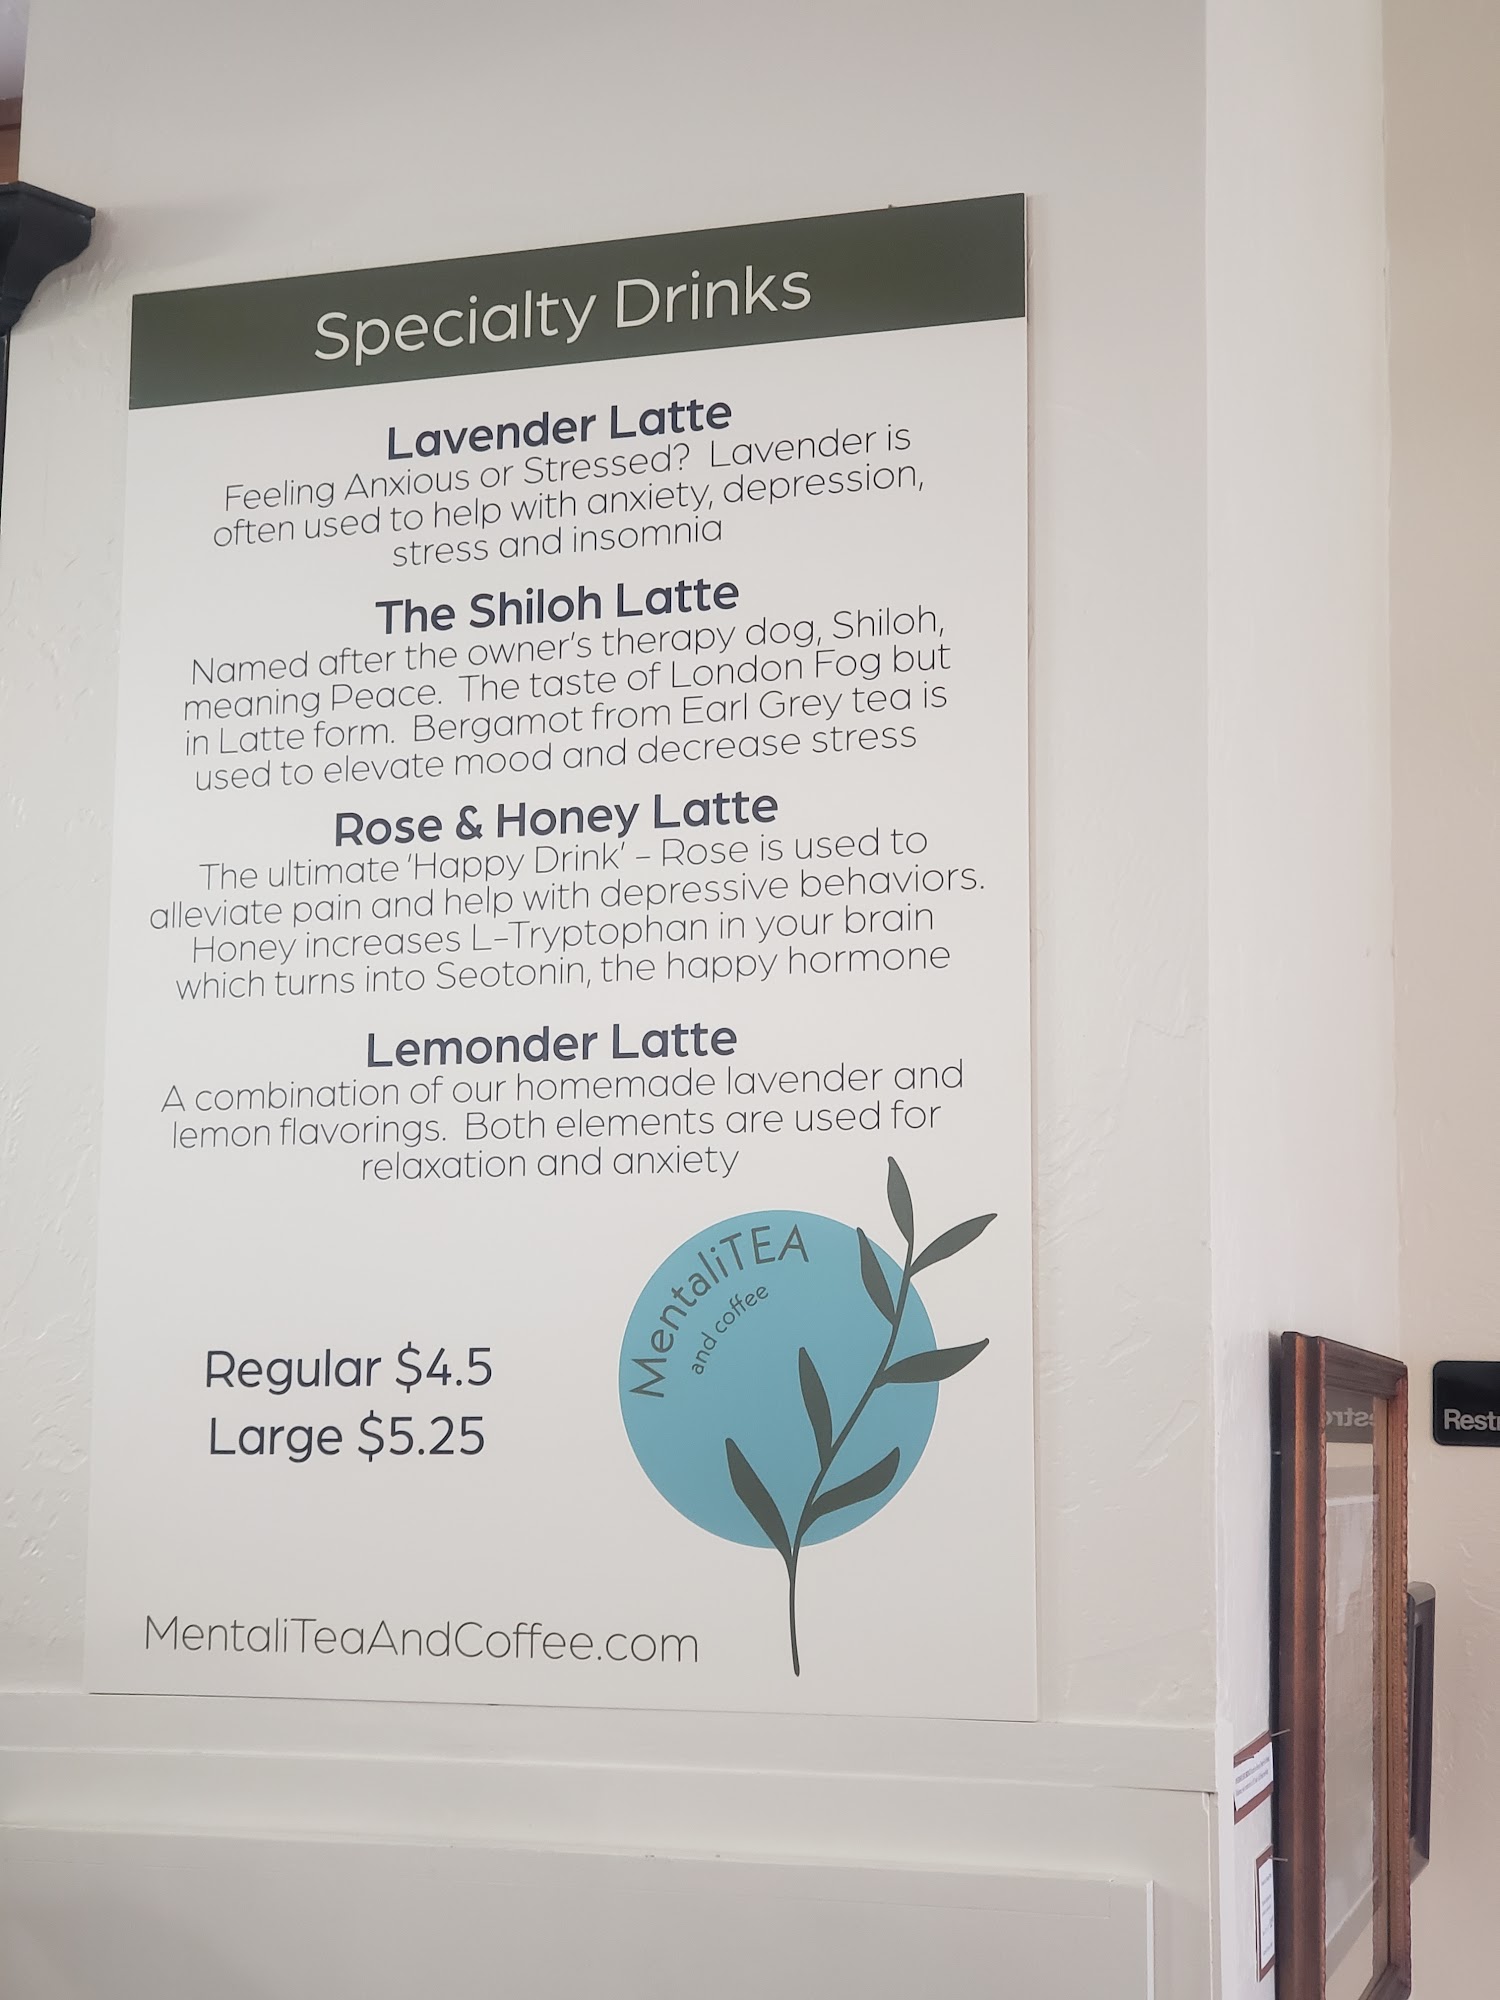 Specialty Drinks
Lavender Latte
Feeling Anxious or Stressed? Lavender is
often used to help with anxiety, depression,
stress and insomnia
The Shiloh Latte
Named after the owner's therapy dog, Shiloh,
meaning Peace. The taste of London Fog but
in Latte form. Bergamot from Earl Grey tea is
used to elevate mood and decrease stress
Rose & Honey Latte
The ultimate 'Happy Drink' - Rose is used to
alleviate pain and help with depressive behaviors.
Honey increases L-Tryptophan in your brain
which turns into Seotonin, the happy hormone
Lemonder Latte
A combination of our homemade lavender and
lemon flavorings. Both elements are used for
relaxation and anxiety
MentaliTEA
and coffee
Regular $4.5
Large $5.25
MentaliTeaAndCoffee.com
Restr